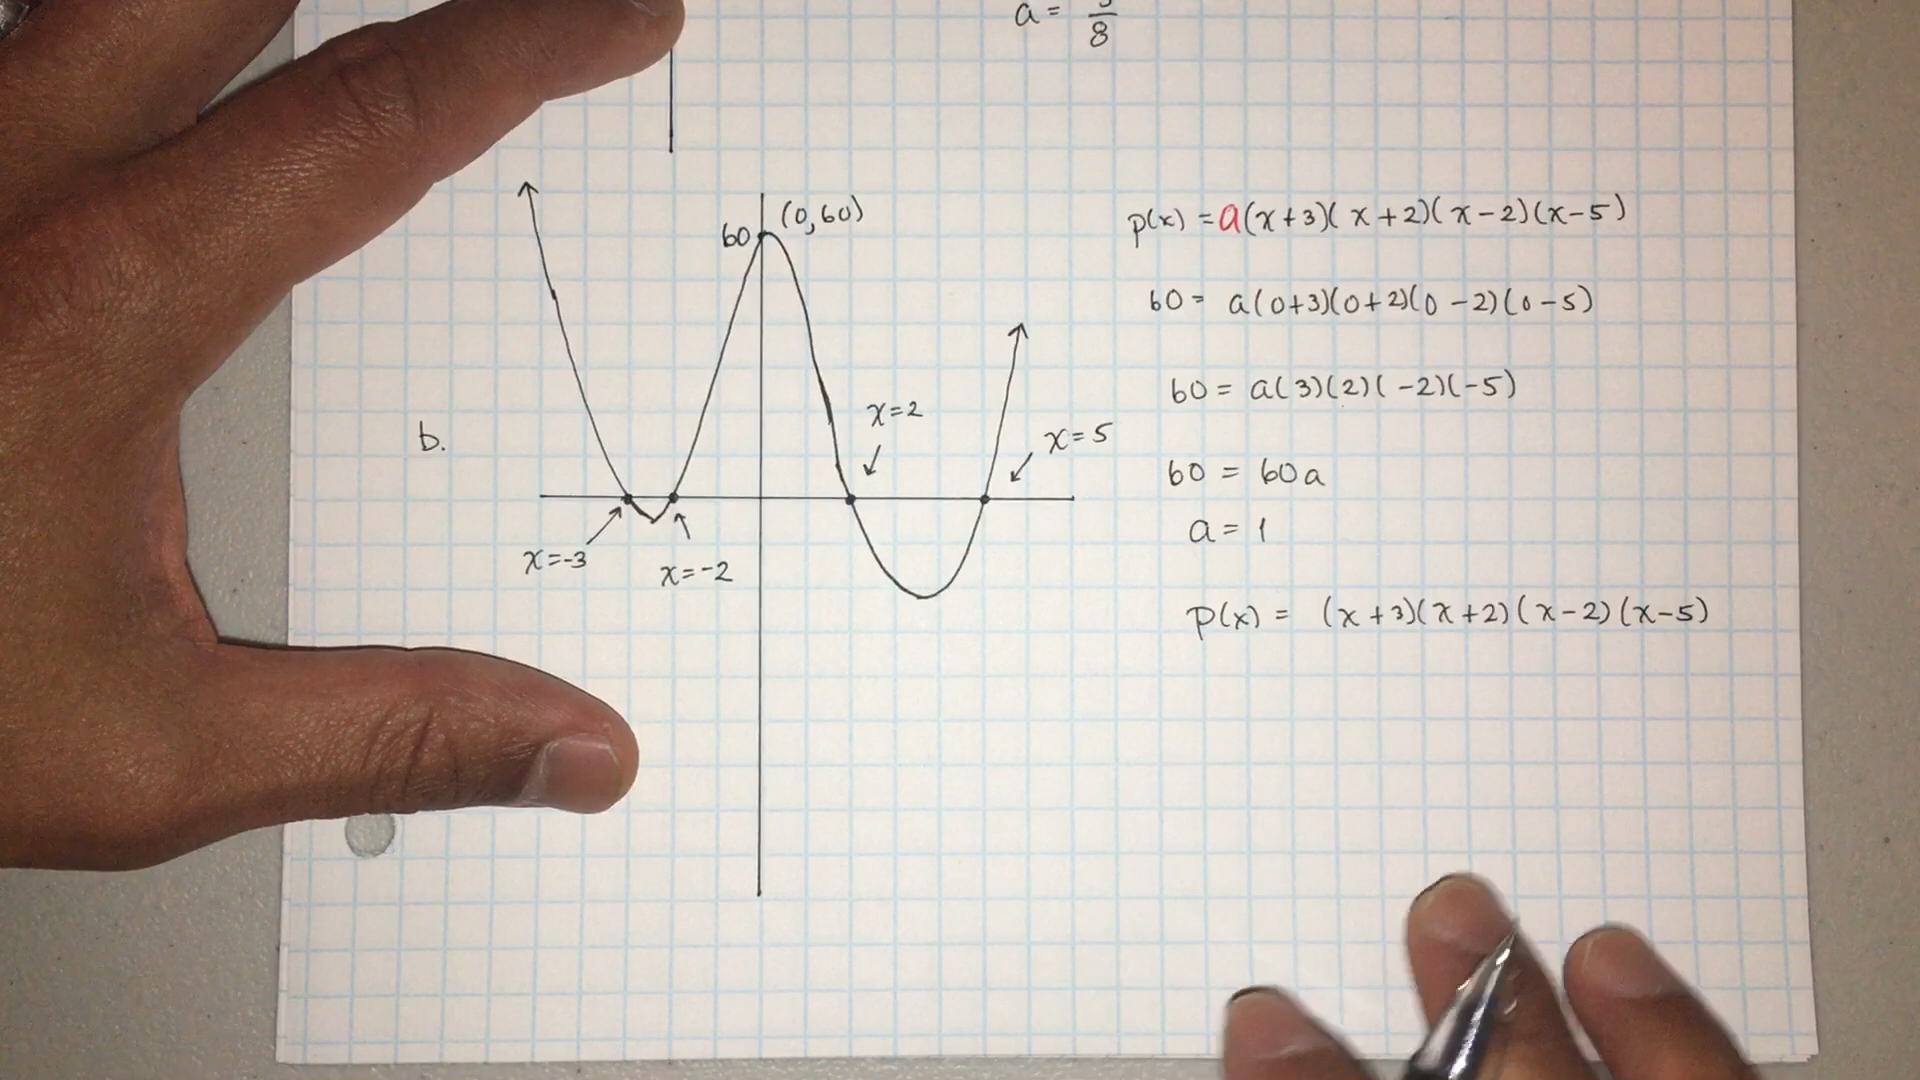 a =
8
(0,60)
60
p(x) = a(x+3)(x+2)(x-2)(x-5)
60 = a(0+3)(0+2)(0-2)(0-5)
60 = a(3)(2)(-2)(-5)
x=2
x=5
b.
60 = 60a
a = 1
x=-3
x=-2
p(x) = (x+3)(x+2)(x-2)(x-5)